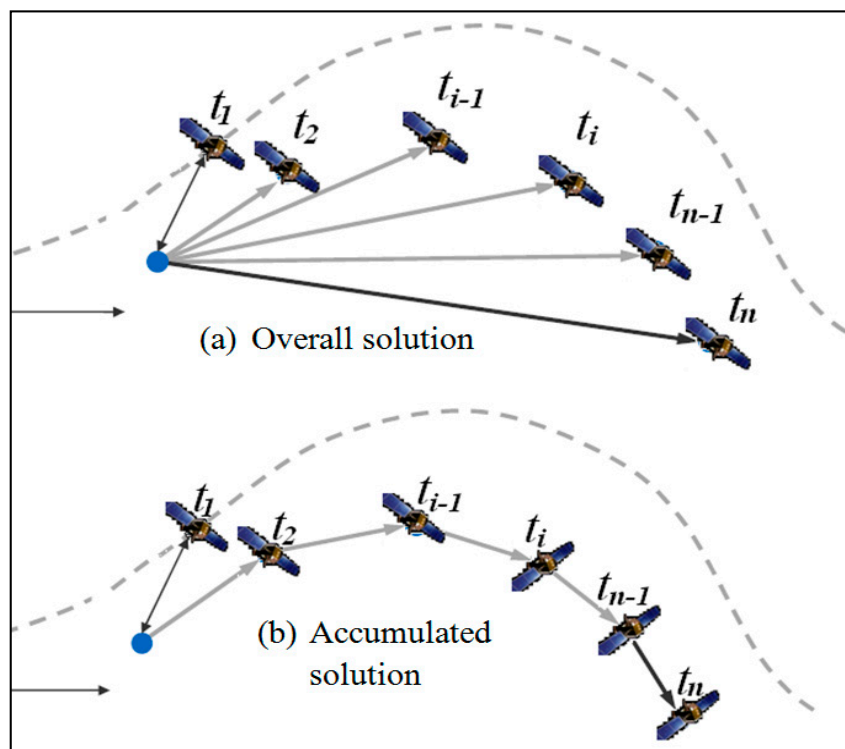 t1
t2
ti-1
ti
tn-1
tn
(a) Overall solution
t1
t2
ti-1
ti
tn-1
tn
(b) Accumulated
solution